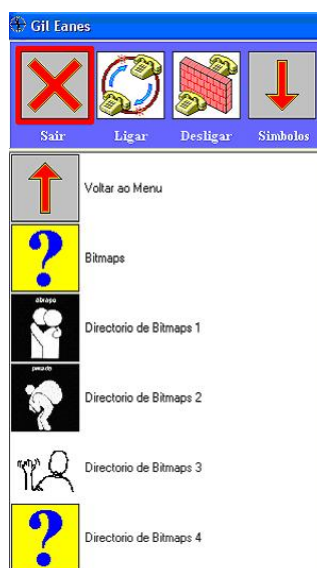 Gil Eanes
Sair Ligar Desligar Simbolos
Voltar ao Menu
?
Bitmaps
abraço
Directorio de Bitmaps 1
pesado
Directorio de Bitmaps 2
Directorio de Bitmaps 3
?
Directorio de Bitmaps 4